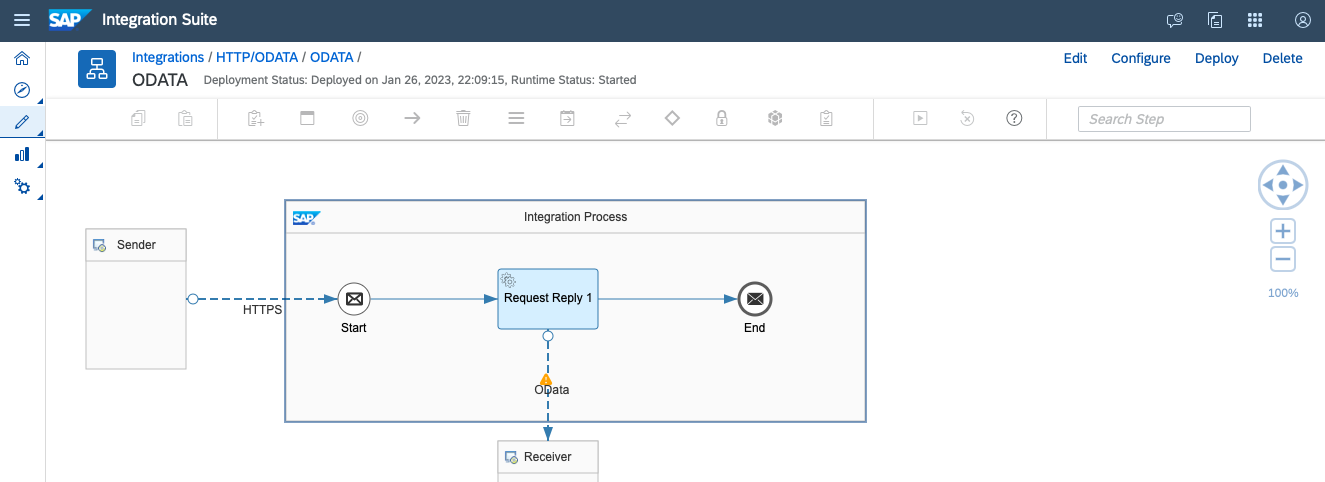 SAP Integration Suite
Integrations / HTTP/ODATA / ODATA /
ODATA Deployment Status: Deployed on Jan 26, 2023, 22:09:15, Runtime Status: Started
Edit Configure Deploy Delete
Search Step
SAP Integration Process
Sender
HTTPS
Start
Request Reply 1
End
OData
Receiver
100%